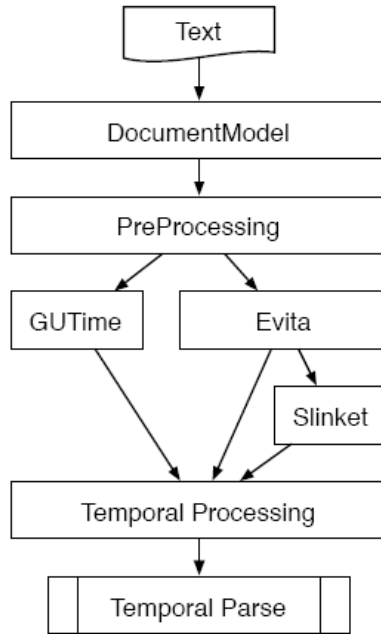 Text
DocumentModel
PreProcessing
GUTime
Evita
Slinket
Temporal Processing
Temporal Parse